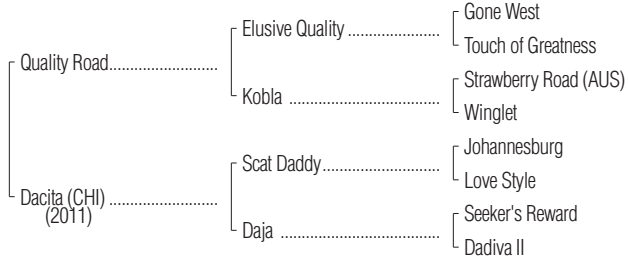 Gone West
Elusive Quality
Touch of Greatness
Quality Road
Strawberry Road (AUS)
Kobla
Winglet
Johannesburg
Scat Daddy
Love Style
Dacita (CHI)
(2011)
Seeker's Reward
Daja
Dadiva II